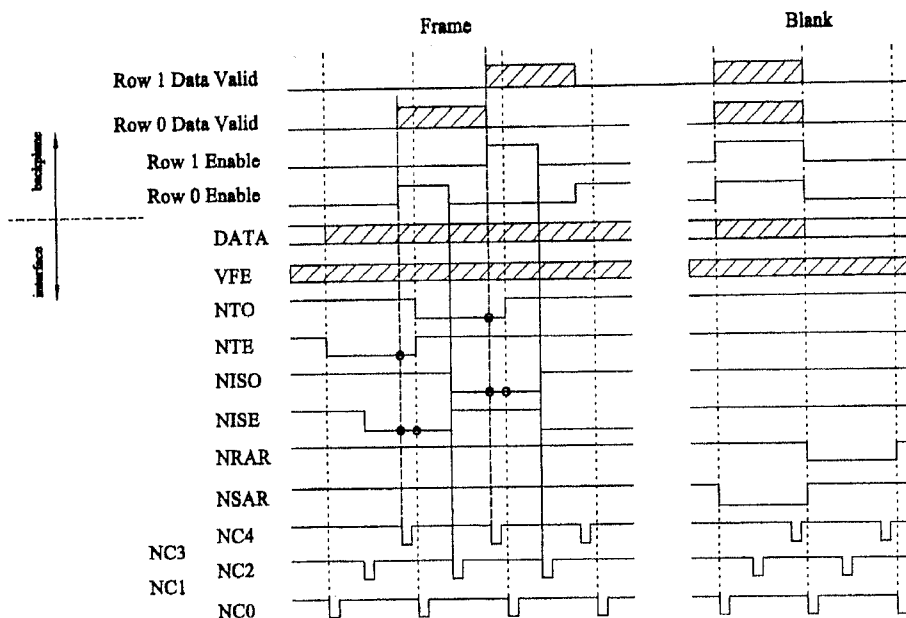 Frame
Blank
Row 1 Data Valid
Row 0 Data Valid
backplane
Row 1 Enable
Row 0 Enable
DATA
interface
VFE
NTO
NTE
NISO
NISE
NRAR
NSAR
NC4
NC3
NC2
NC1
NC0